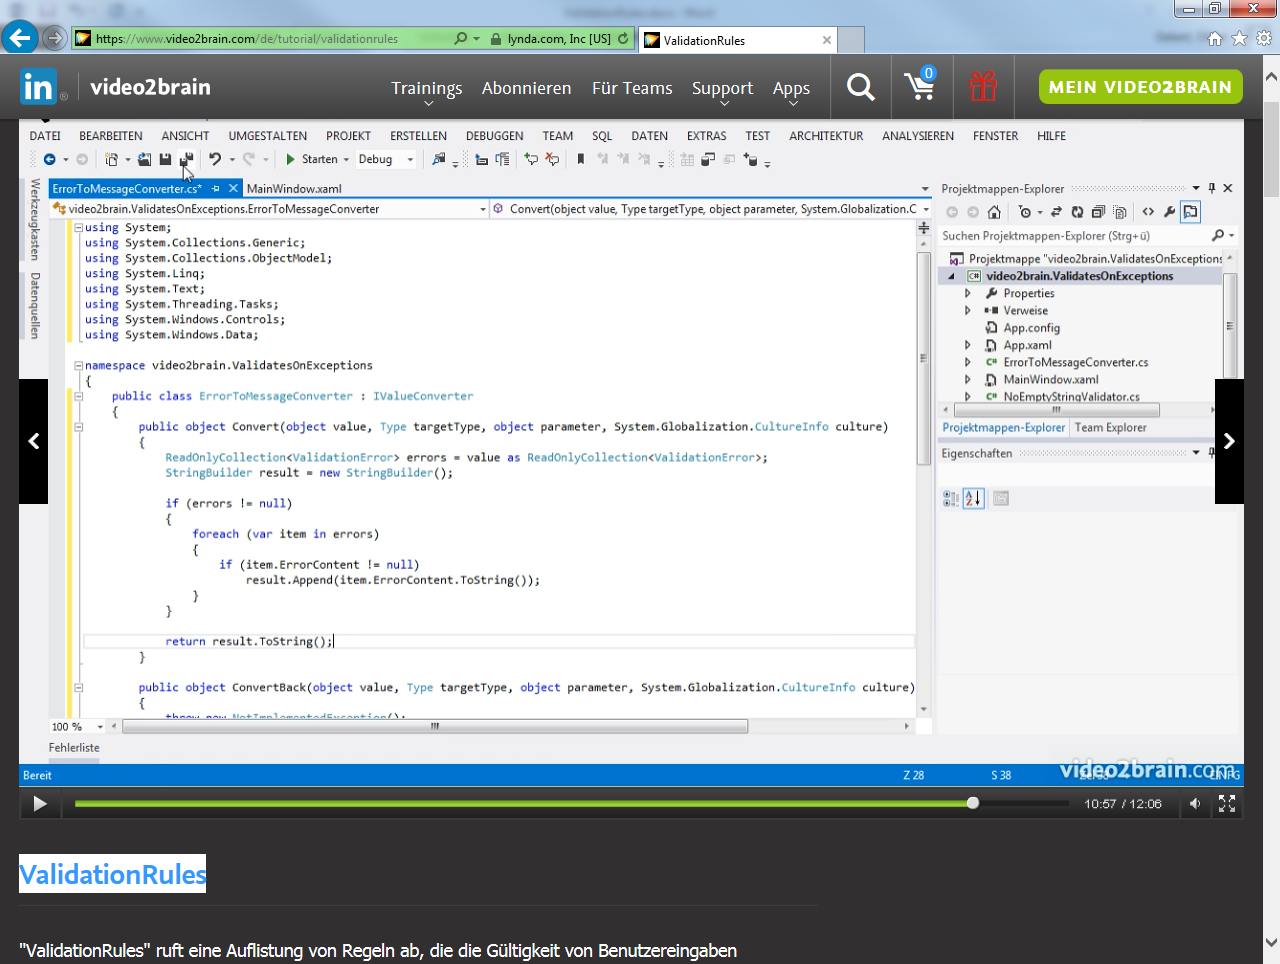 https://www.video2brain.com/de/tutorial/validationrules
lynda.com, Inc [US]
ValidationRules
in
video2brain
Trainings
Abonnieren
Für Teams
Support
Apps
0
MEIN VIDEO2BRAIN
DATEI BEARBEITEN ANSICHT UMGESTALTEN PROJEKT ERSTELLEN DEBUGGEN TEAM SQL DATEN EXTRAS TEST ARCHITEKTUR ANALYSIEREN FENSTER HILFE
Starten
Debug
Werkzeugkasten
Datenquellen
ErrorToMessageConverter.cs*
MainWindow.xaml
video2brain.ValidatesOnExceptions.ErrorToMessageConverter
Convert(object value, Type targetType, object parameter, System.Globalization.C
using System;
using System.Collections.Generic;
using System.Collections.ObjectModel;
using System.Linq;
using System.Text;
using System.Threading.Tasks;
using System.Windows.Controls;
using System.Windows.Data;
namespace video2brain.ValidatesOnExceptions
{
public class ErrorToMessageConverter : IValueConverter
{
public object Convert(object value, Type targetType, object parameter, System.Globalization.CultureInfo culture)
{
ReadOnlyCollection<ValidationError> errors = value as ReadOnlyCollection<ValidationError>;
StringBuilder result = new StringBuilder();
if (errors != null)
{
foreach (var item in errors)
{
if (item.ErrorContent != null)
result.Append(item.ErrorContent.ToString());
}
}
return result.ToString();
}
public object ConvertBack(object value, Type targetType, object parameter, System.Globalization.CultureInfo culture)
{
throw new NotImplementedException();
100 %
Fehlerliste
Projektmappen-Explorer
Suchen Projektmappen-Explorer (Strg+ü)
Projektmappe "video2brain.ValidatesOnExceptions
video2brain.ValidatesOnExceptions
Properties
Verweise
App.config
App.xaml
ErrorToMessageConverter.cs
MainWindow.xaml
NoEmptyStringValidator.cs
Projektmappen-Explorer
Team Explorer
Eigenschaften
Bereit
Z 28
S 38
video2brain.com
10:57 / 12:06
ValidationRules
"ValidationRules" ruft eine Auflistung von Regeln ab, die die Gültigkeit von Benutzereingaben